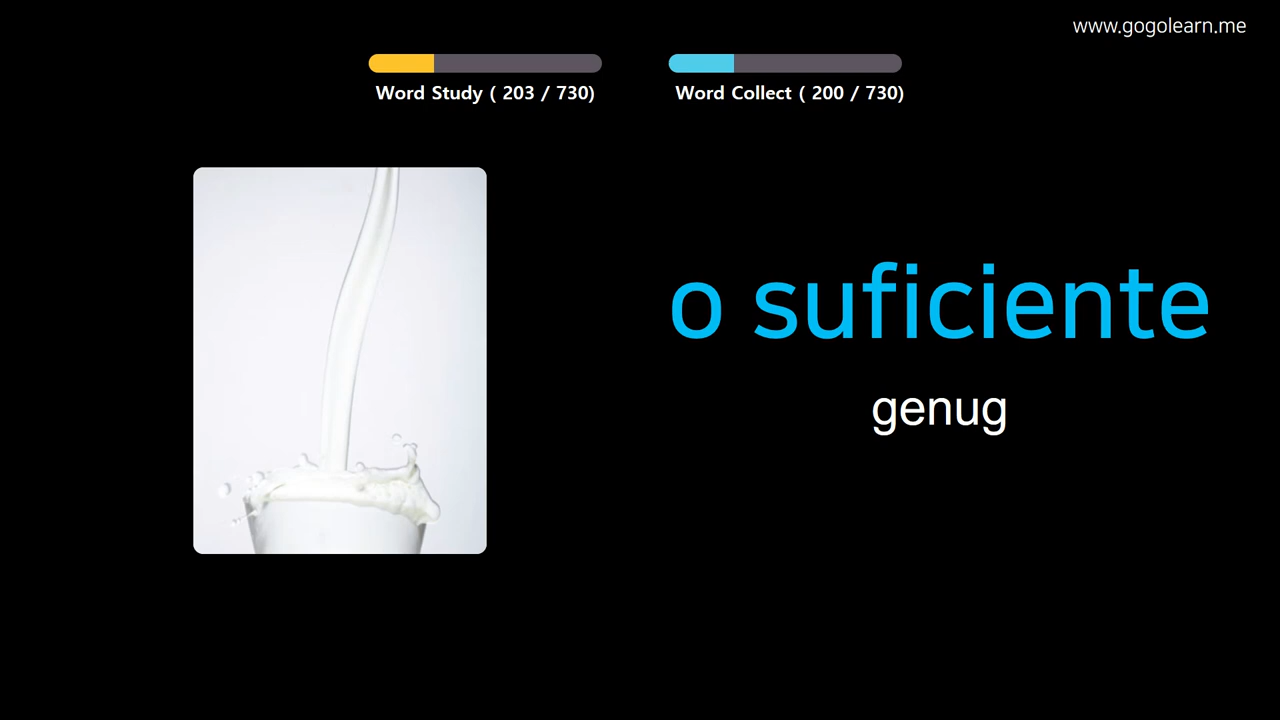 www.gogolearn.me
Word Study ( 203 / 730)
Word Collect ( 200 / 730)
o suficiente
genug